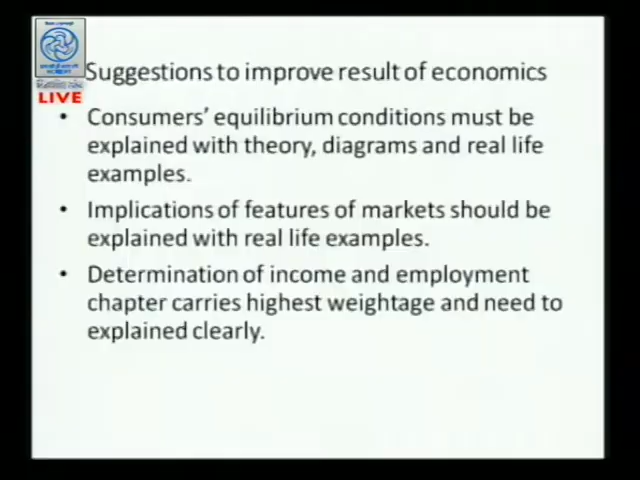 Suggestions to improve result of economics
LIVE
• Consumers' equilibrium conditions must be
explained with theory, diagrams and real life
examples.
• Implications of features of markets should be
explained with real life examples.
• Determination of income and employment
chapter carries highest weightage and need to
explained clearly.